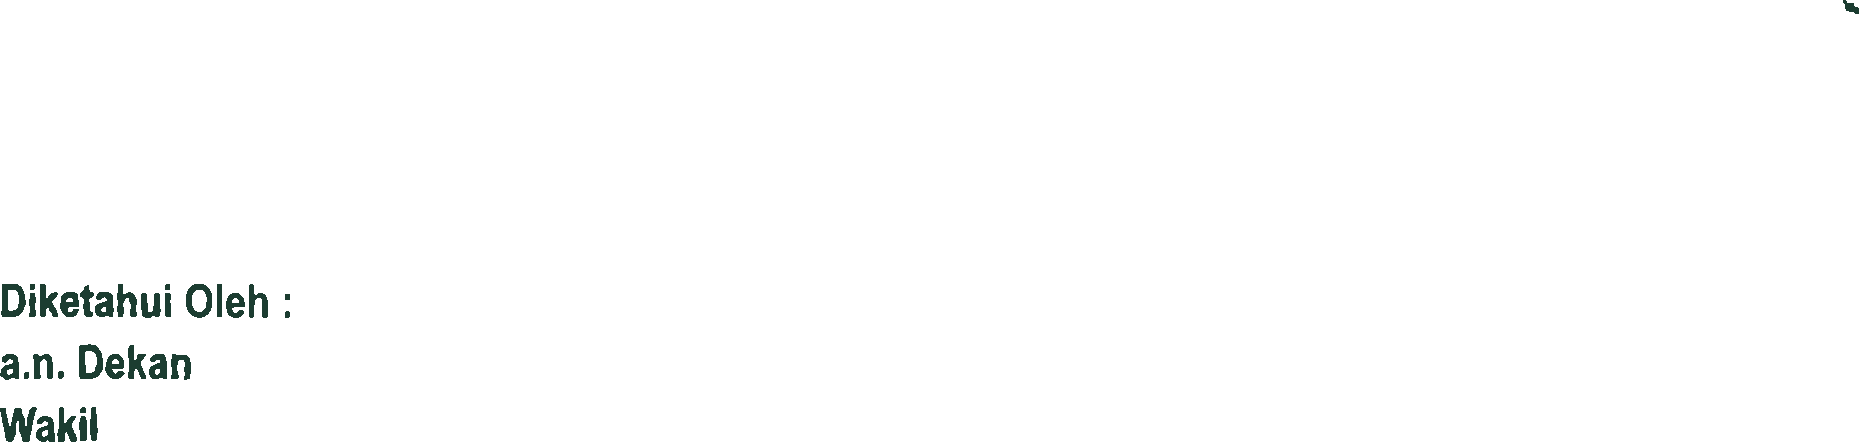 Diketahui Oleh :
a.n. Dekan
Wakil